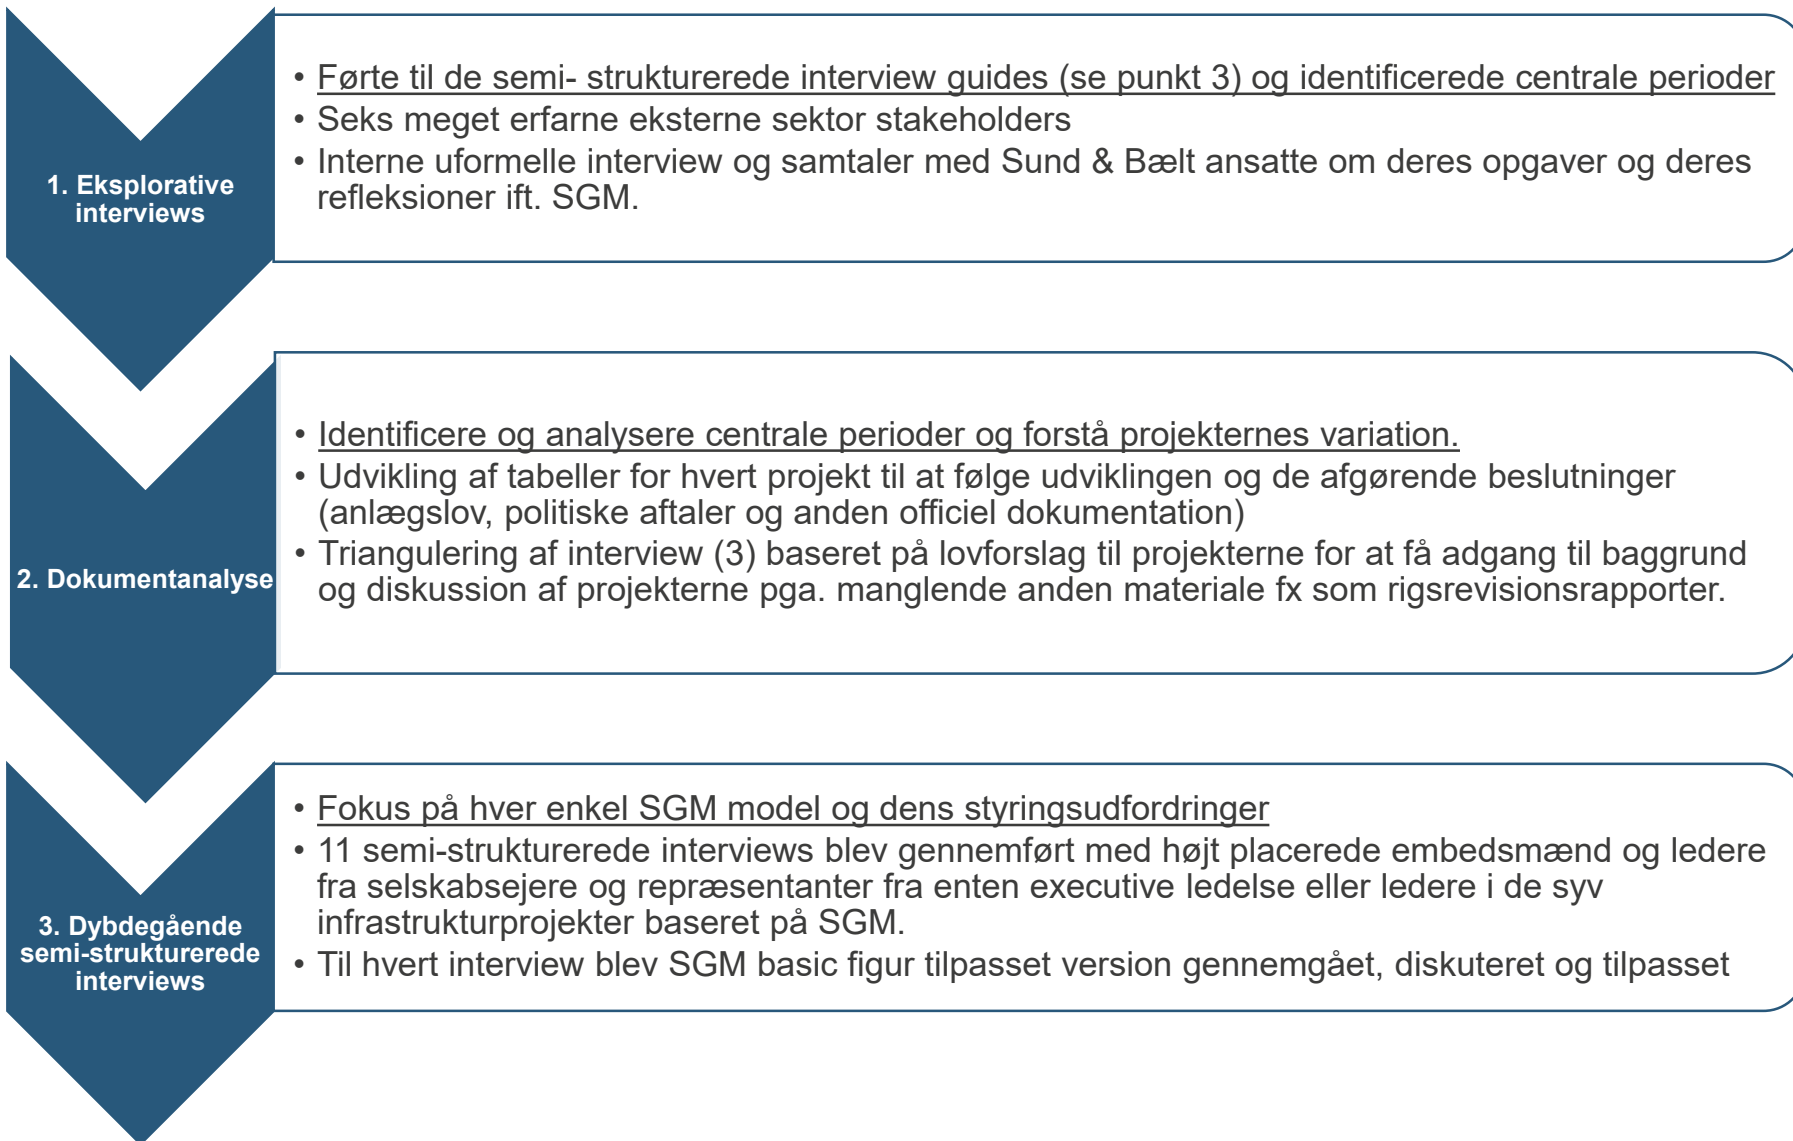 1. Eksplorative
interviews
• Førte til de semi- strukturerede interview guides (se punkt 3) og identificerede centrale perioder
• Seks meget erfarne eksterne sektor stakeholders
• Interne uformelle interview og samtaler med Sund & Bælt ansatte om deres opgaver og deres
refleksioner ift. SGM.
2. Dokumentanalyse
• Identificere og analysere centrale perioder og forstå projekternes variation.
• Udvikling af tabeller for hvert projekt til at følge udviklingen og de afgørende beslutninger
(anlægslov, politiske aftaler og anden officiel dokumentation)
• Triangulering af interview (3) baseret på lovforslag til projekterne for at få adgang til baggrund
og diskussion af projekterne pga. manglende anden materiale fx som rigsrevisionsrapporter.
3. Dybdegående
semi-strukturerede
interviews
• Fokus på hver enkel SGM model og dens styringsudfordringer
• 11 semi-strukturerede interviews blev gennemført med højt placerede embedsmænd og ledere
fra selskabsejere og repræsentanter fra enten executive ledelse eller ledere i de syv
infrastrukturprojekter baseret på SGM.
• Til hvert interview blev SGM basic figur tilpasset version gennemgået, diskuteret og tilpasset